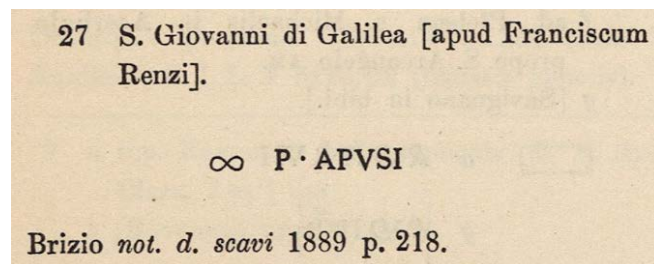 27 S. Giovanni di Galilea [apud Franciscum
Renzi].
∞ P · APVSI
Brizio not. d. scavi 1889 p. 218.